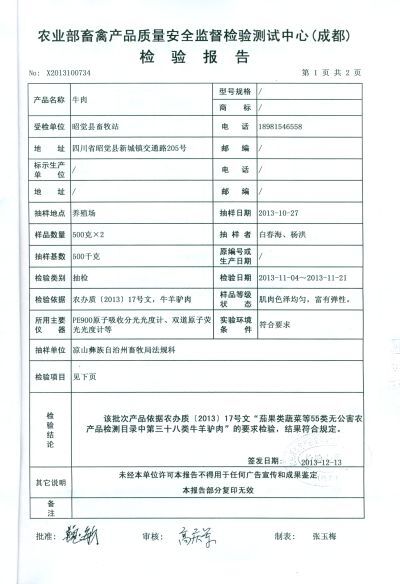 农业部畜禽产品质量安全监督检验测试中心(成都)
检 验 报 告
No: X2013100734 第 1 页 共 2 页
产品名称 牛肉 型号规格 /
商 标 /
受检单位 昭觉县畜牧站 电 话 18981546558
地 址 四川省昭觉县新城镇交通路205号 邮 编 /
标示生产单 位 / 电 话 /
地 址 / 邮 编 /
抽样地点 养殖场 抽样日期 2013-10-27
样品数量 500克×2 抽 样 者 白春海、杨洪
抽样基数 500千克 原编号或生产日期 /
检验类别 抽检 检验日期 2013-11-04~2013-11-21
检验依据 农办质〔2013〕17号文,牛羊驴肉 样品等级状 态 肌肉色泽均匀,富有弹性。
所用主要仪 器 PE900原子吸收分光光度计、双道原子荧光光度计等 实验环境条 件 符合要求
抽样单位 凉山彝族自治州畜牧局法规科
检验项目 见下页
检验结论
该批次产品依据农办质〔2013〕17号文“茄果类蔬菜等55类无公害农
产品检测目录中第三十八类牛羊驴肉”的要求检验,结果符合规定。
签发日期: 2013-12-13
其它说明 未经本单位许可本报告不得用于任何广告宣传和成果鉴定
本报告部分复印无效
备注
批准: 审核: 制表: 张玉梅